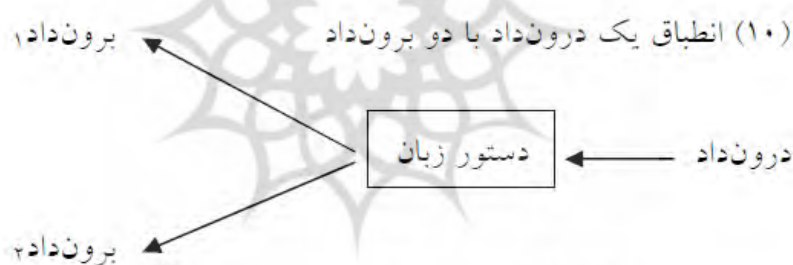 (۱۰) انطباق یک درون‌داد با دو برون‌داد
برون‌داد۱
درون‌داد
دستور زبان
برون‌داد۲